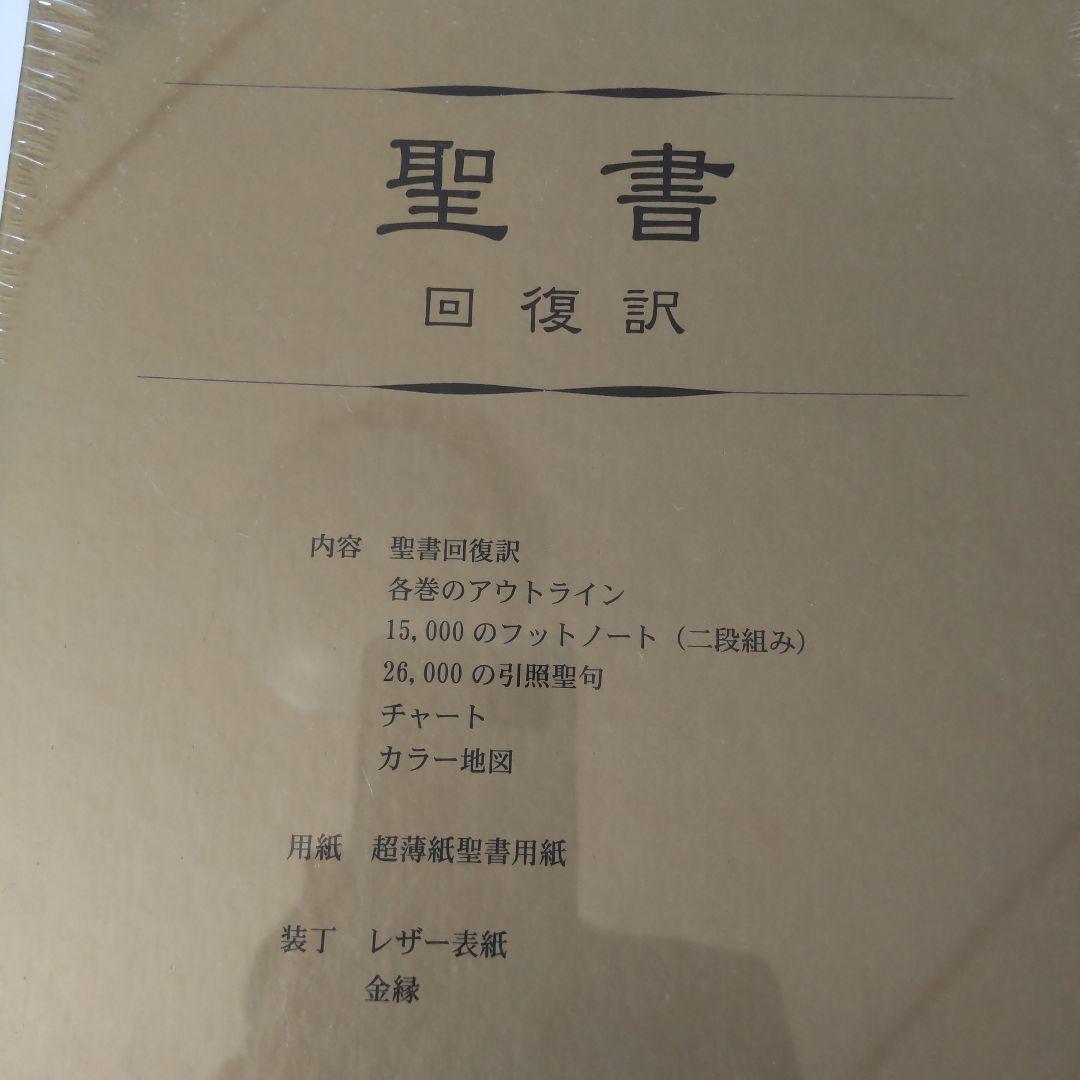 聖書
回復訳
内容 聖書回復訳
各巻のアウトライン
15,000のフットノート（二段組み）
26,000の引照聖句
チャート
カラー地図
用紙 超薄紙聖書用紙
装丁 レザー表紙
金縁